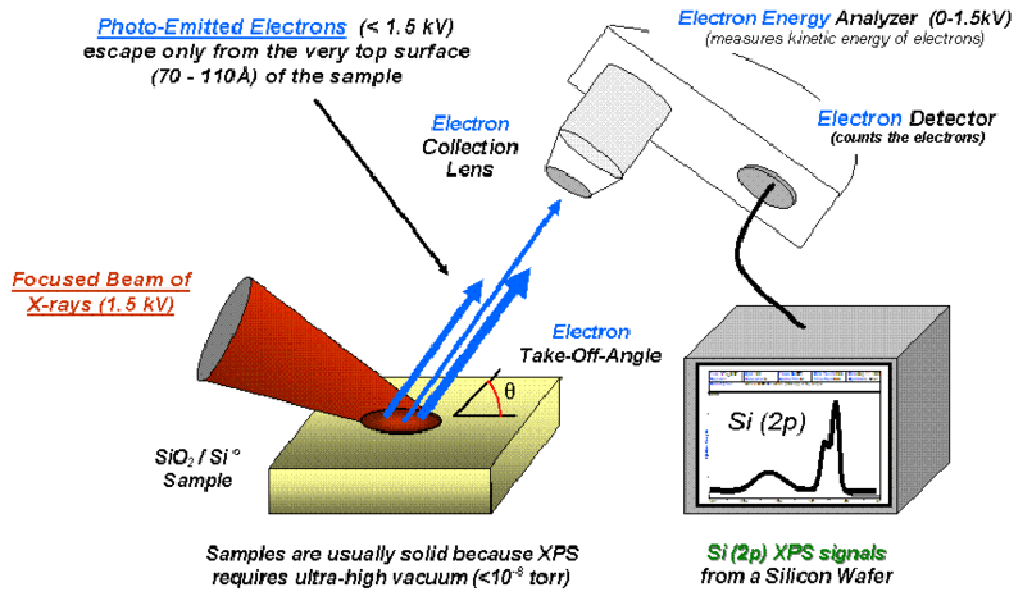 Photo-Emitted Electrons (< 1.5 kV)
escape only from the very top surface
(70 - 110Å) of the sample
Electron Energy Analyzer (0-1.5kV)
(measures kinetic energy of electrons)
Electron
Collection
Lens
Electron Detector
(counts the electrons)
Focused Beam of
X-rays (1.5 kV)
Electron
Take-Off-Angle
θ
SiO₂ / Si°
Sample
Si (2p)
Samples are usually solid because XPS
requires ultra-high vacuum (<10⁻⁸ torr)
Si (2p) XPS signals
from a Silicon Wafer